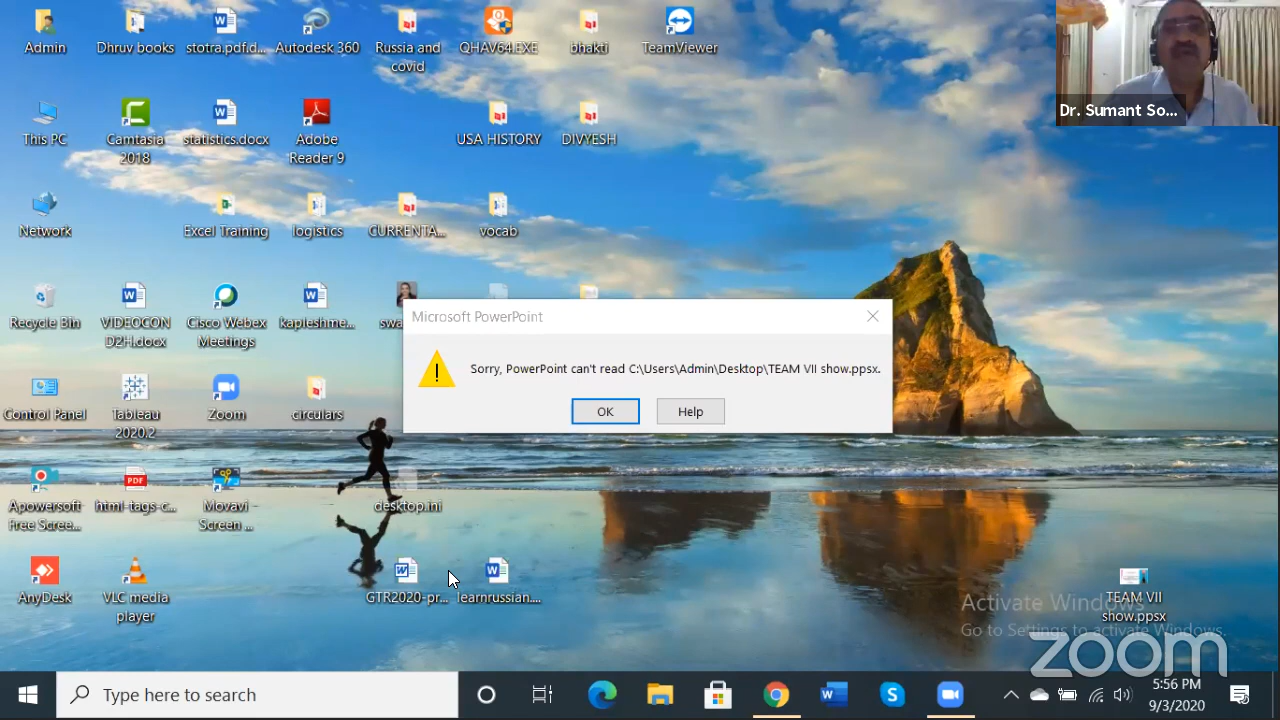 Admin
Dhruv books
stotra.pdf.d...
Autodesk 360
Russia and
covid
QHAV64.EXE
bhakti
TeamViewer
Dr. Sumant So...
This PC
Camtasia
2018
statistics.docx
Adobe
Reader 9
USA HISTORY
DIVYESH
Network
Excel Training
logistics
CURRENTA...
vocab
Recycle Bin
VIDEOCON
D2H.docx
Cisco Webex
Meetings
kapleshme...
swa
Microsoft PowerPoint
Sorry, PowerPoint can't read C:\Users\Admin\Desktop\TEAM VII show.ppsx.
OK
Help
Control Panel
Tableau
2020.2
Zoom
circulars
Apowersoft
Free Scree...
PDF
html-tags-c...
Movavi
Screen ...
desktop.ini
AnyDesk
VLC media
player
GTR2020-pr...
learnrussian....
TEAM VII
show.ppsx
Activate Windows
Go to Settings to activate Windows.
zoom
Type here to search
5:56 PM
9/3/2020